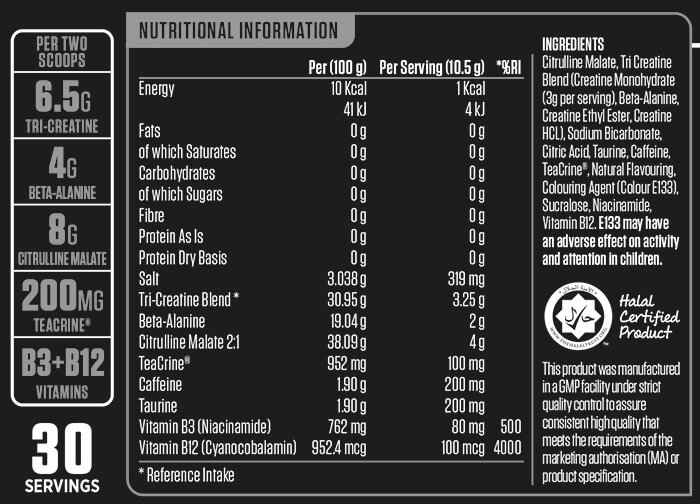 PER TWO
SCOOPS
6.5G
TRI-CREATINE
4G
BETA-ALANINE
8G
CITRULLINE MALATE
200MG
TEACRINE®
B3+B12
VITAMINS
30
SERVINGS
NUTRITIONAL INFORMATION
Per (100 g) Per Serving (10.5 g) *%RI
Energy 10 Kcal 1 Kcal
41 kJ 4 kJ
Fats 0 g 0 g
of which Saturates 0 g 0 g
Carbohydrates 0 g 0 g
of which Sugars 0 g 0 g
Fibre 0 g 0 g
Protein As Is 0 g 0 g
Protein Dry Basis 0 g 0 g
Salt 3.038 g 319 mg
Tri-Creatine Blend * 30.95 g 3.25 g
Beta-Alanine 19.04 g 2 g
Citrulline Malate 2:1 38.09 g 4 g
TeaCrine® 952 mg 100 mg
Caffeine 1.90 g 200 mg
Taurine 1.90 g 200 mg
Vitamin B3 (Niacinamide) 762 mg 80 mg 500
Vitamin B12 (Cyanocobalamin) 952.4 mcg 100 mcg 4000
* Reference Intake
INGREDIENTS
Citrulline Malate, Tri Creatine
Blend (Creatine Monohydrate
(3g per serving), Beta-Alanine,
Creatine Ethyl Ester, Creatine
HCL), Sodium Bicarbonate,
Citric Acid, Taurine, Caffeine,
TeaCrine®, Natural Flavouring,
Colouring Agent (Colour E133),
Sucralose, Niacinamide,
Vitamin B12. E133 may have
an adverse effect on activity
and attention in children.
حلال
Halal
Certified
Product
TM
This product was manufactured
in a GMP facility under strict
quality control to assure
consistent high quality that
meets the requirements of the
marketing authorisation (MA) or
product specification.